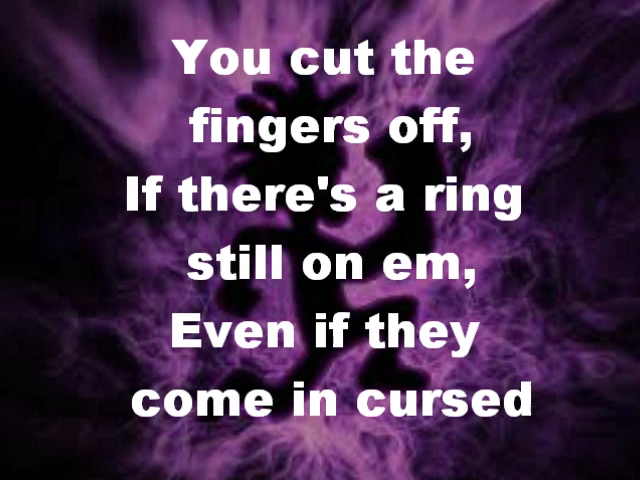 You cut the
fingers off,
If there's a ring
still on em,
Even if they
come in cursed